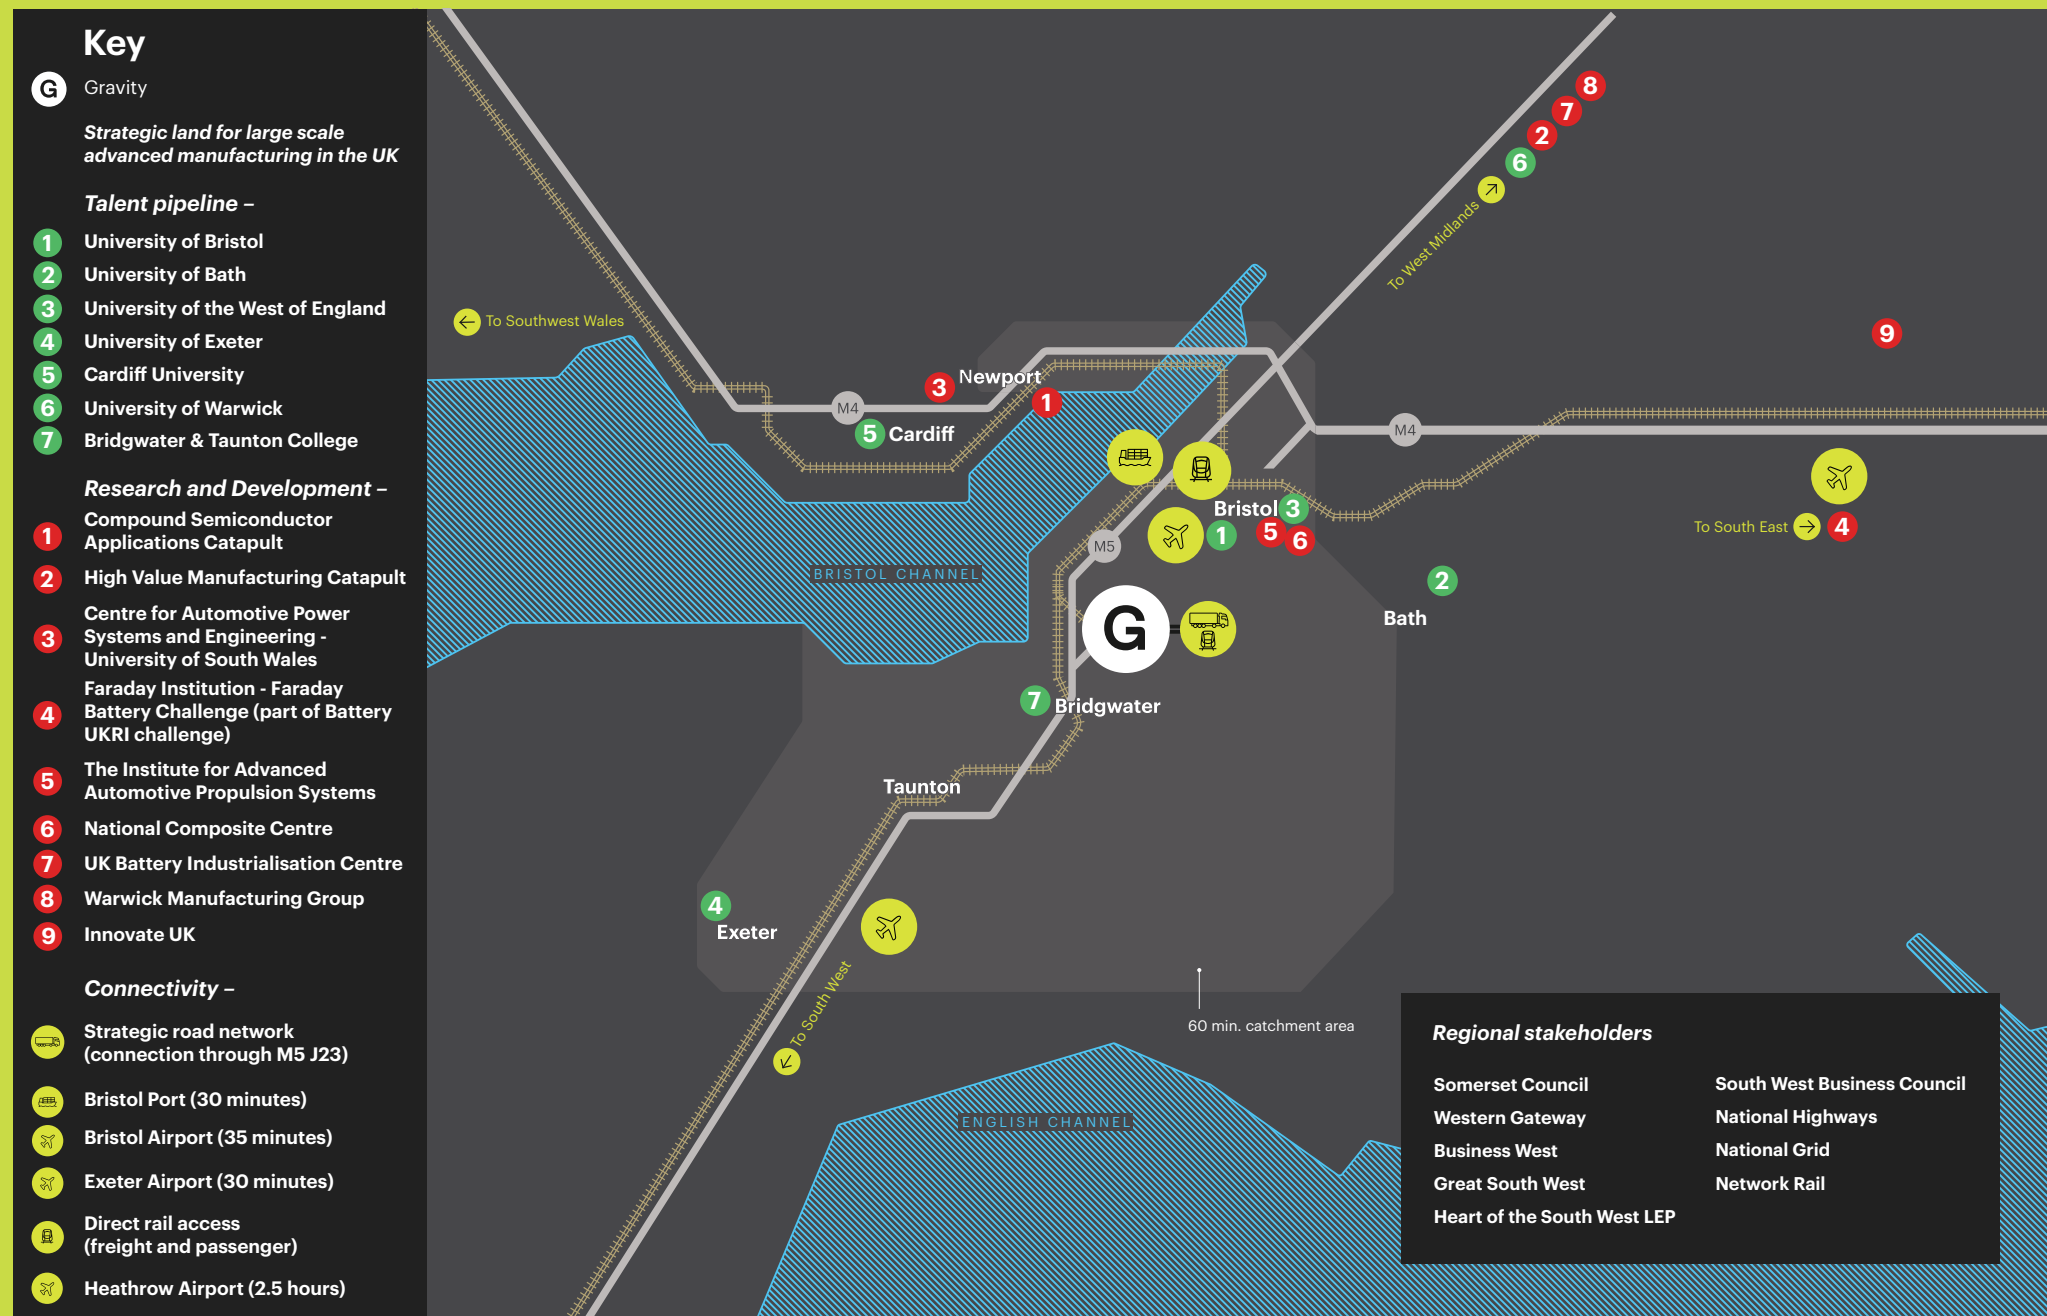 Key
G Gravity
Strategic land for large scale
advanced manufacturing in the UK
Talent pipeline –
1 University of Bristol
2 University of Bath
3 University of the West of England
4 University of Exeter
5 Cardiff University
6 University of Warwick
7 Bridgwater & Taunton College
Research and Development –
1 Compound Semiconductor
Applications Catapult
2 High Value Manufacturing Catapult
3 Centre for Automotive Power
Systems and Engineering -
University of South Wales
4 Faraday Institution - Faraday
Battery Challenge (part of Battery
UKRI challenge)
5 The Institute for Advanced
Automotive Propulsion Systems
6 National Composite Centre
7 UK Battery Industrialisation Centre
8 Warwick Manufacturing Group
9 Innovate UK
Connectivity –
Strategic road network
(connection through M5 J23)
Bristol Port (30 minutes)
Bristol Airport (35 minutes)
Exeter Airport (30 minutes)
Direct rail access
(freight and passenger)
Heathrow Airport (2.5 hours)
8
7
2
6
To West Midlands
To Southwest Wales
9
3 Newport
1
M4
5 Cardiff
M4
Bristol 3
1 5 6
To South East 4
M5
BRISTOL CHANNEL
2
Bath
G
7 Bridgwater
Taunton
4
Exeter
To South West
60 min. catchment area
ENGLISH CHANNEL
Regional stakeholders
Somerset Council
Western Gateway
Business West
Great South West
Heart of the South West LEP
South West Business Council
National Highways
National Grid
Network Rail